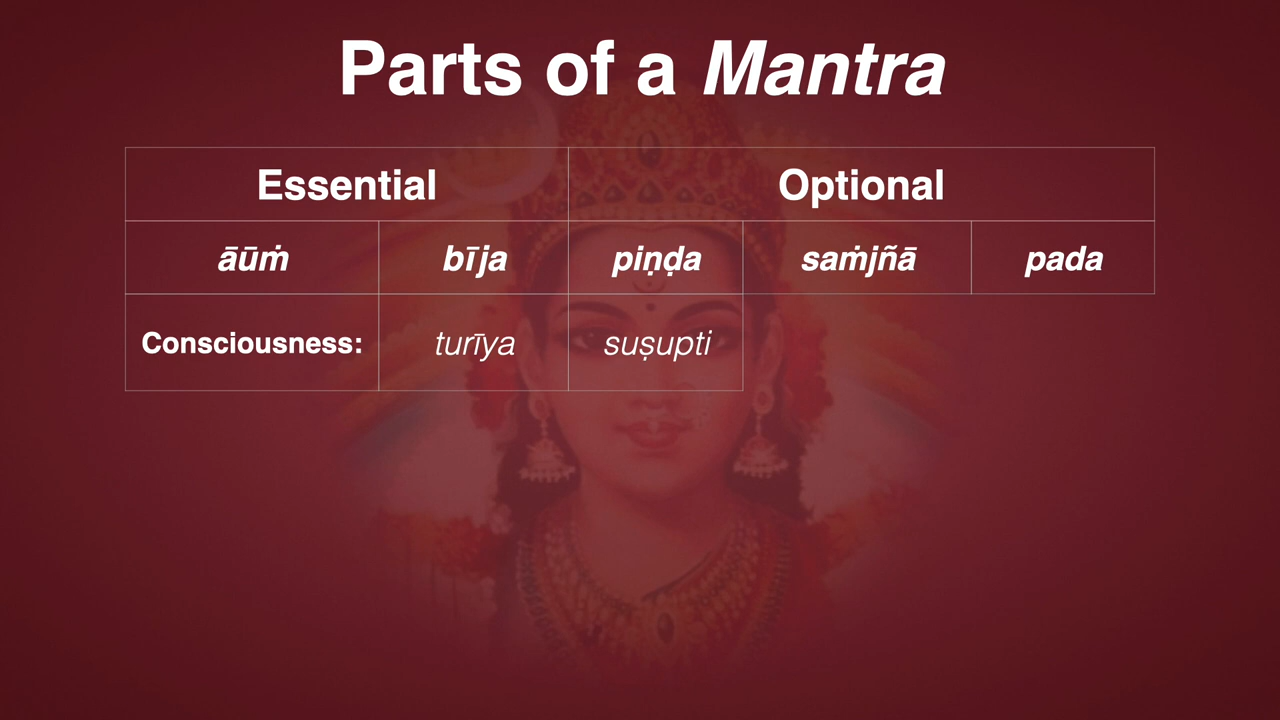 Parts of a Mantra
Essential Optional
āūṁ bīja piṇḍa saṁjñā pada
Consciousness: turīya suṣupti